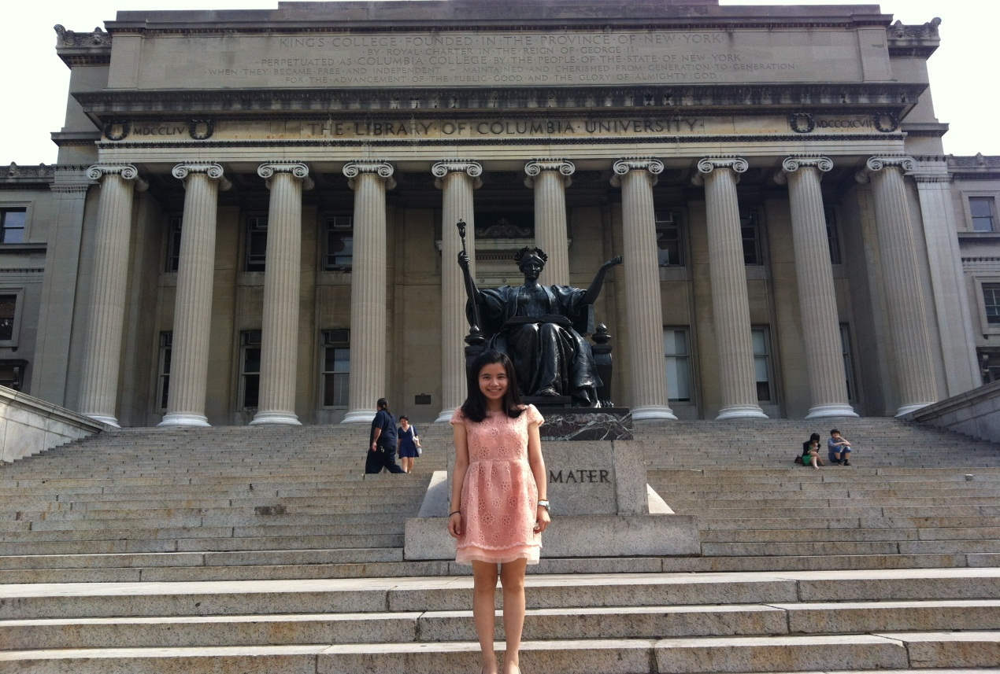 KING'S·COLLEGE·FOUNDED·IN·THE·PROVINCE·OF·NEW·YORK
·BY·ROYAL·CHARTER·IN·THE·REIGN·OF·GEORGE·II·
·PERPETUATED·AS·COLUMBIA·COLLEGE·BY·THE·PEOPLE·OF·THE·STATE·OF·NEW·YORK·
·WHEN·THEY·BECAME·FREE·AND·INDEPENDENT — MAINTAINED·AND·CHERISHED·FROM·GENERATION·TO·GENERATION·
·FOR·THE·ADVANCEMENT·OF·THE·PUBLIC·GOOD·AND·THE·GLORY·OF·ALMIGHTY·GOD·
MDCCLIV ·THE·LIBRARY·OF·COLUMBIA·UNIVERSITY· MDCCCXCVII
MATER